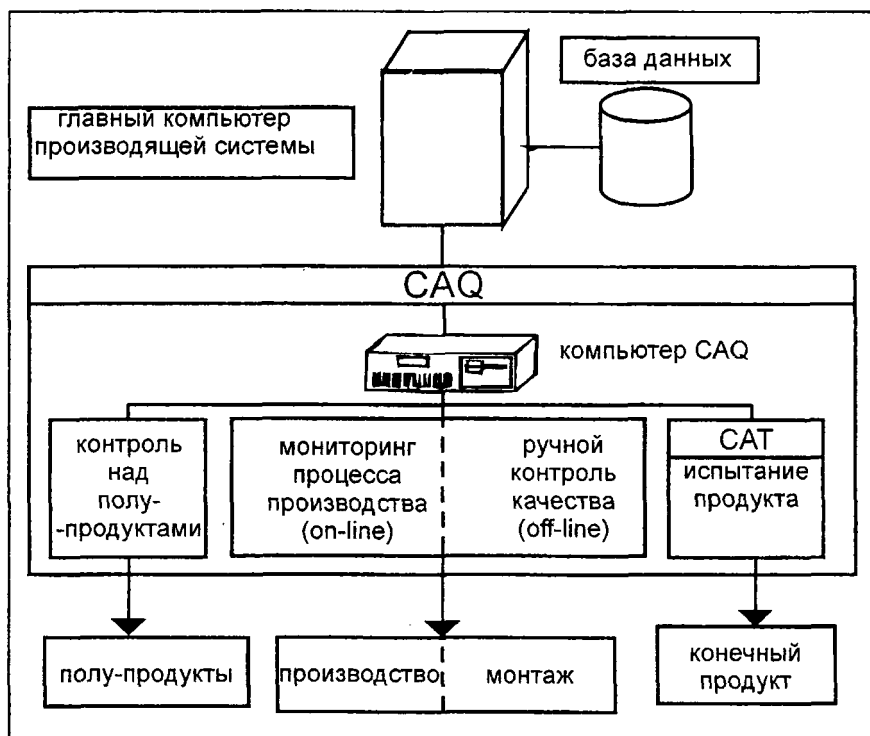 база данных
главный компьютер
производящей системы
CAQ
компьютер CAQ
контроль
над
полу-
-продуктами
мониторинг
процесса
производства
(on-line)
ручной
контроль
качества
(off-line)
CAT
испытание
продукта
полу-продукты
производство
монтаж
конечный
продукт